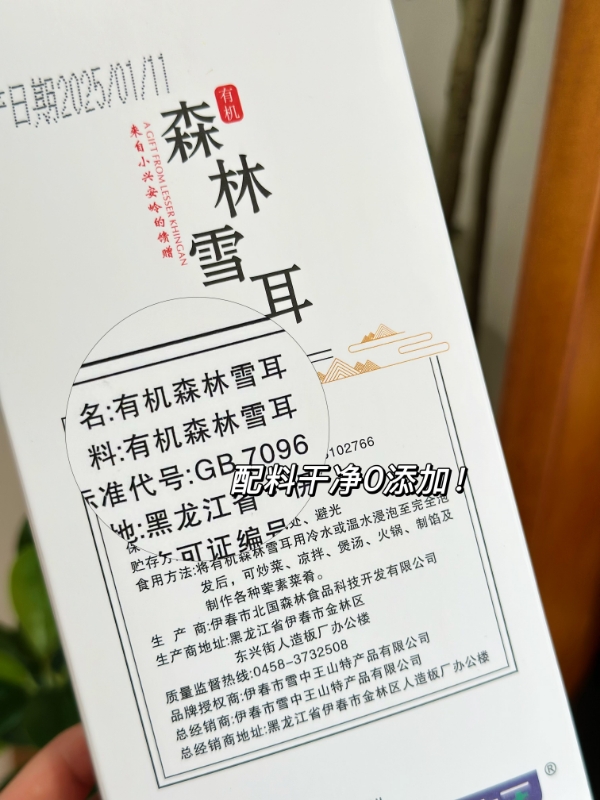 产日期2025/01/11
有机
森林雪耳
A GIFT FROM LESSER KHINGAN
来自小兴安岭的馈赠
名:有机森林雪耳
料:有机森林雪耳
标准代号:GB 7096
地:黑龙江省
许可证编号
3102766
配料干净0添加！
处、避光
贮存方
食用方法:将有机森林雪耳用冷水或温水浸泡至完全泡
发后，可炒菜、凉拌、煲汤、火锅、制馅及
制作各种荤素菜肴。
生 产 商:伊春市北国森林食品科技开发有限公司
生产商地址:黑龙江省伊春市金林区
东兴街人造板厂办公楼
质量监督热线:0458-3732508
品牌授权商:伊春市雪中王山特产品有限公司
总经销商:伊春市雪中王山特产品有限公司
总经销商地址:黑龙江省伊春市金林区人造板厂办公楼
®